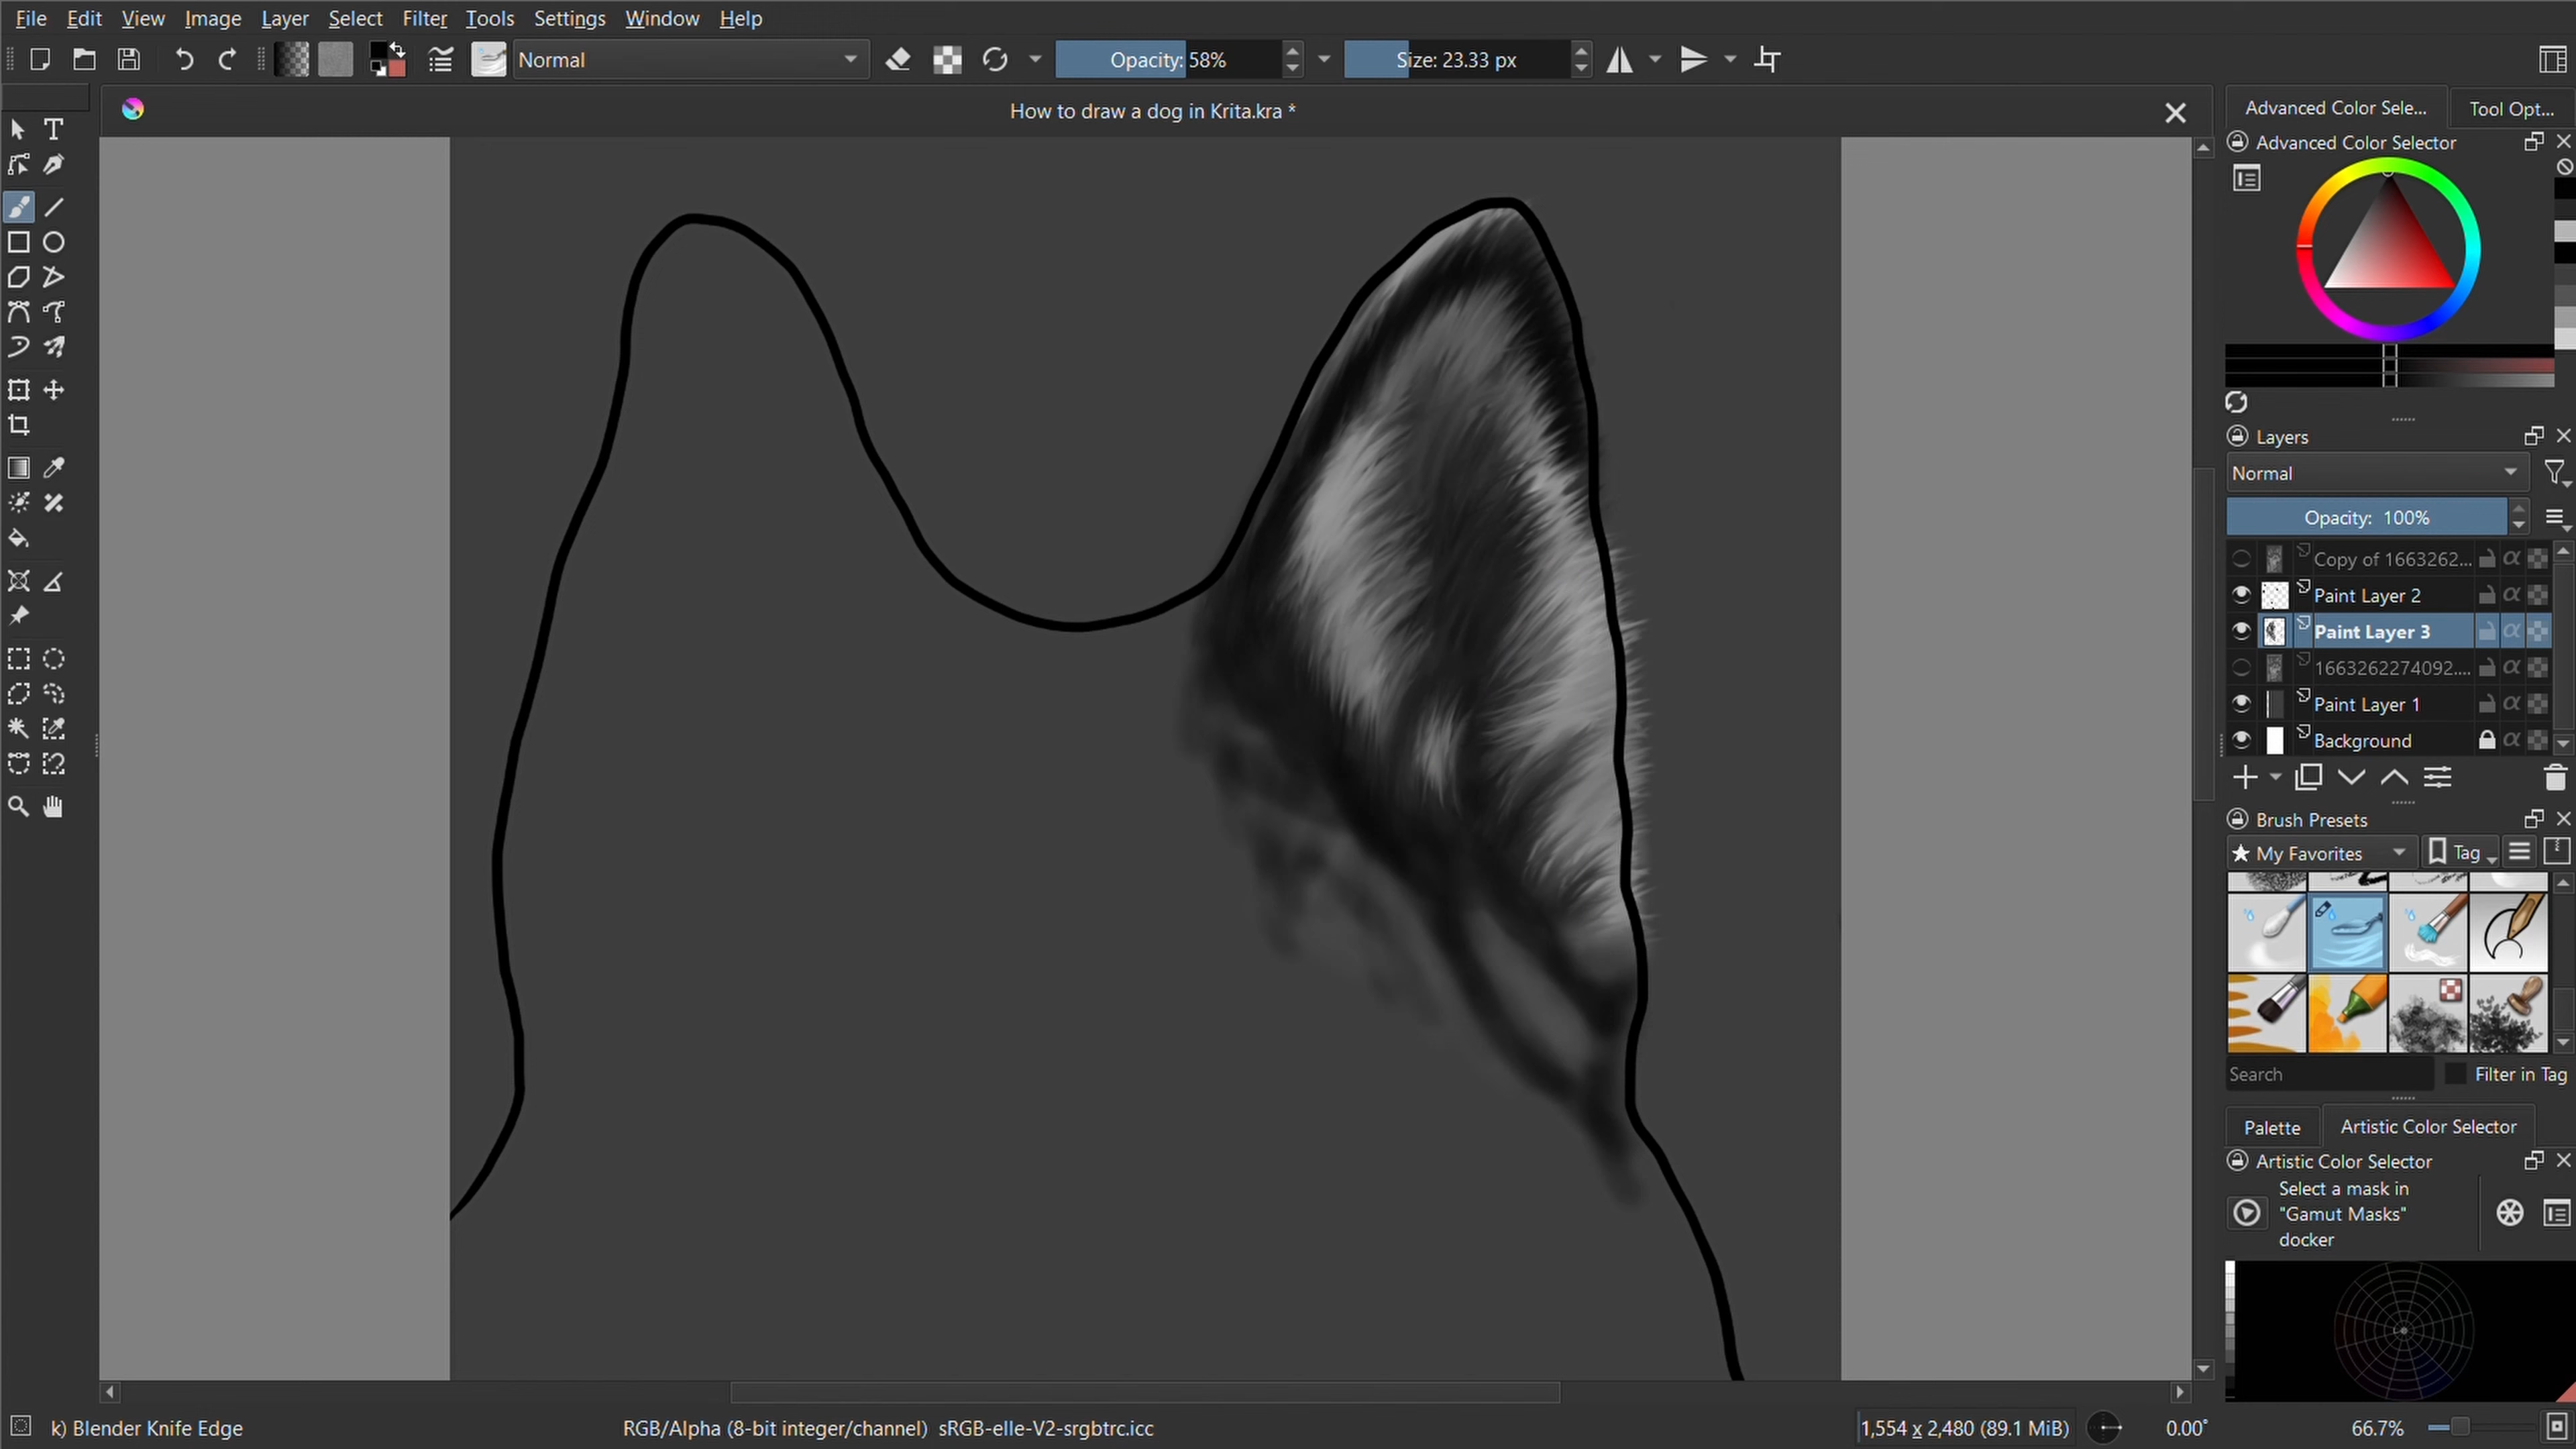 File Edit View Image Layer Select Filter Tools Settings Window Help
Normal Opacity: 58% Size: 23.33 px
How to draw a dog in Krita.kra *
Advanced Color Sele... Tool Opt...
Advanced Color Selector
Layers
Normal
Opacity: 100%
Copy of 1663262...
Paint Layer 2
Paint Layer 3
1663262274092....
Paint Layer 1
Background
Brush Presets
My Favorites Tag
Search Filter in Tag
Palette Artistic Color Selector
Artistic Color Selector
Select a mask in
"Gamut Masks"
docker
k) Blender Knife Edge RGB/Alpha (8-bit integer/channel) sRGB-elle-V2-srgbtrc.icc 1,554 x 2,480 (89.1 MiB) 0.00° 66.7%